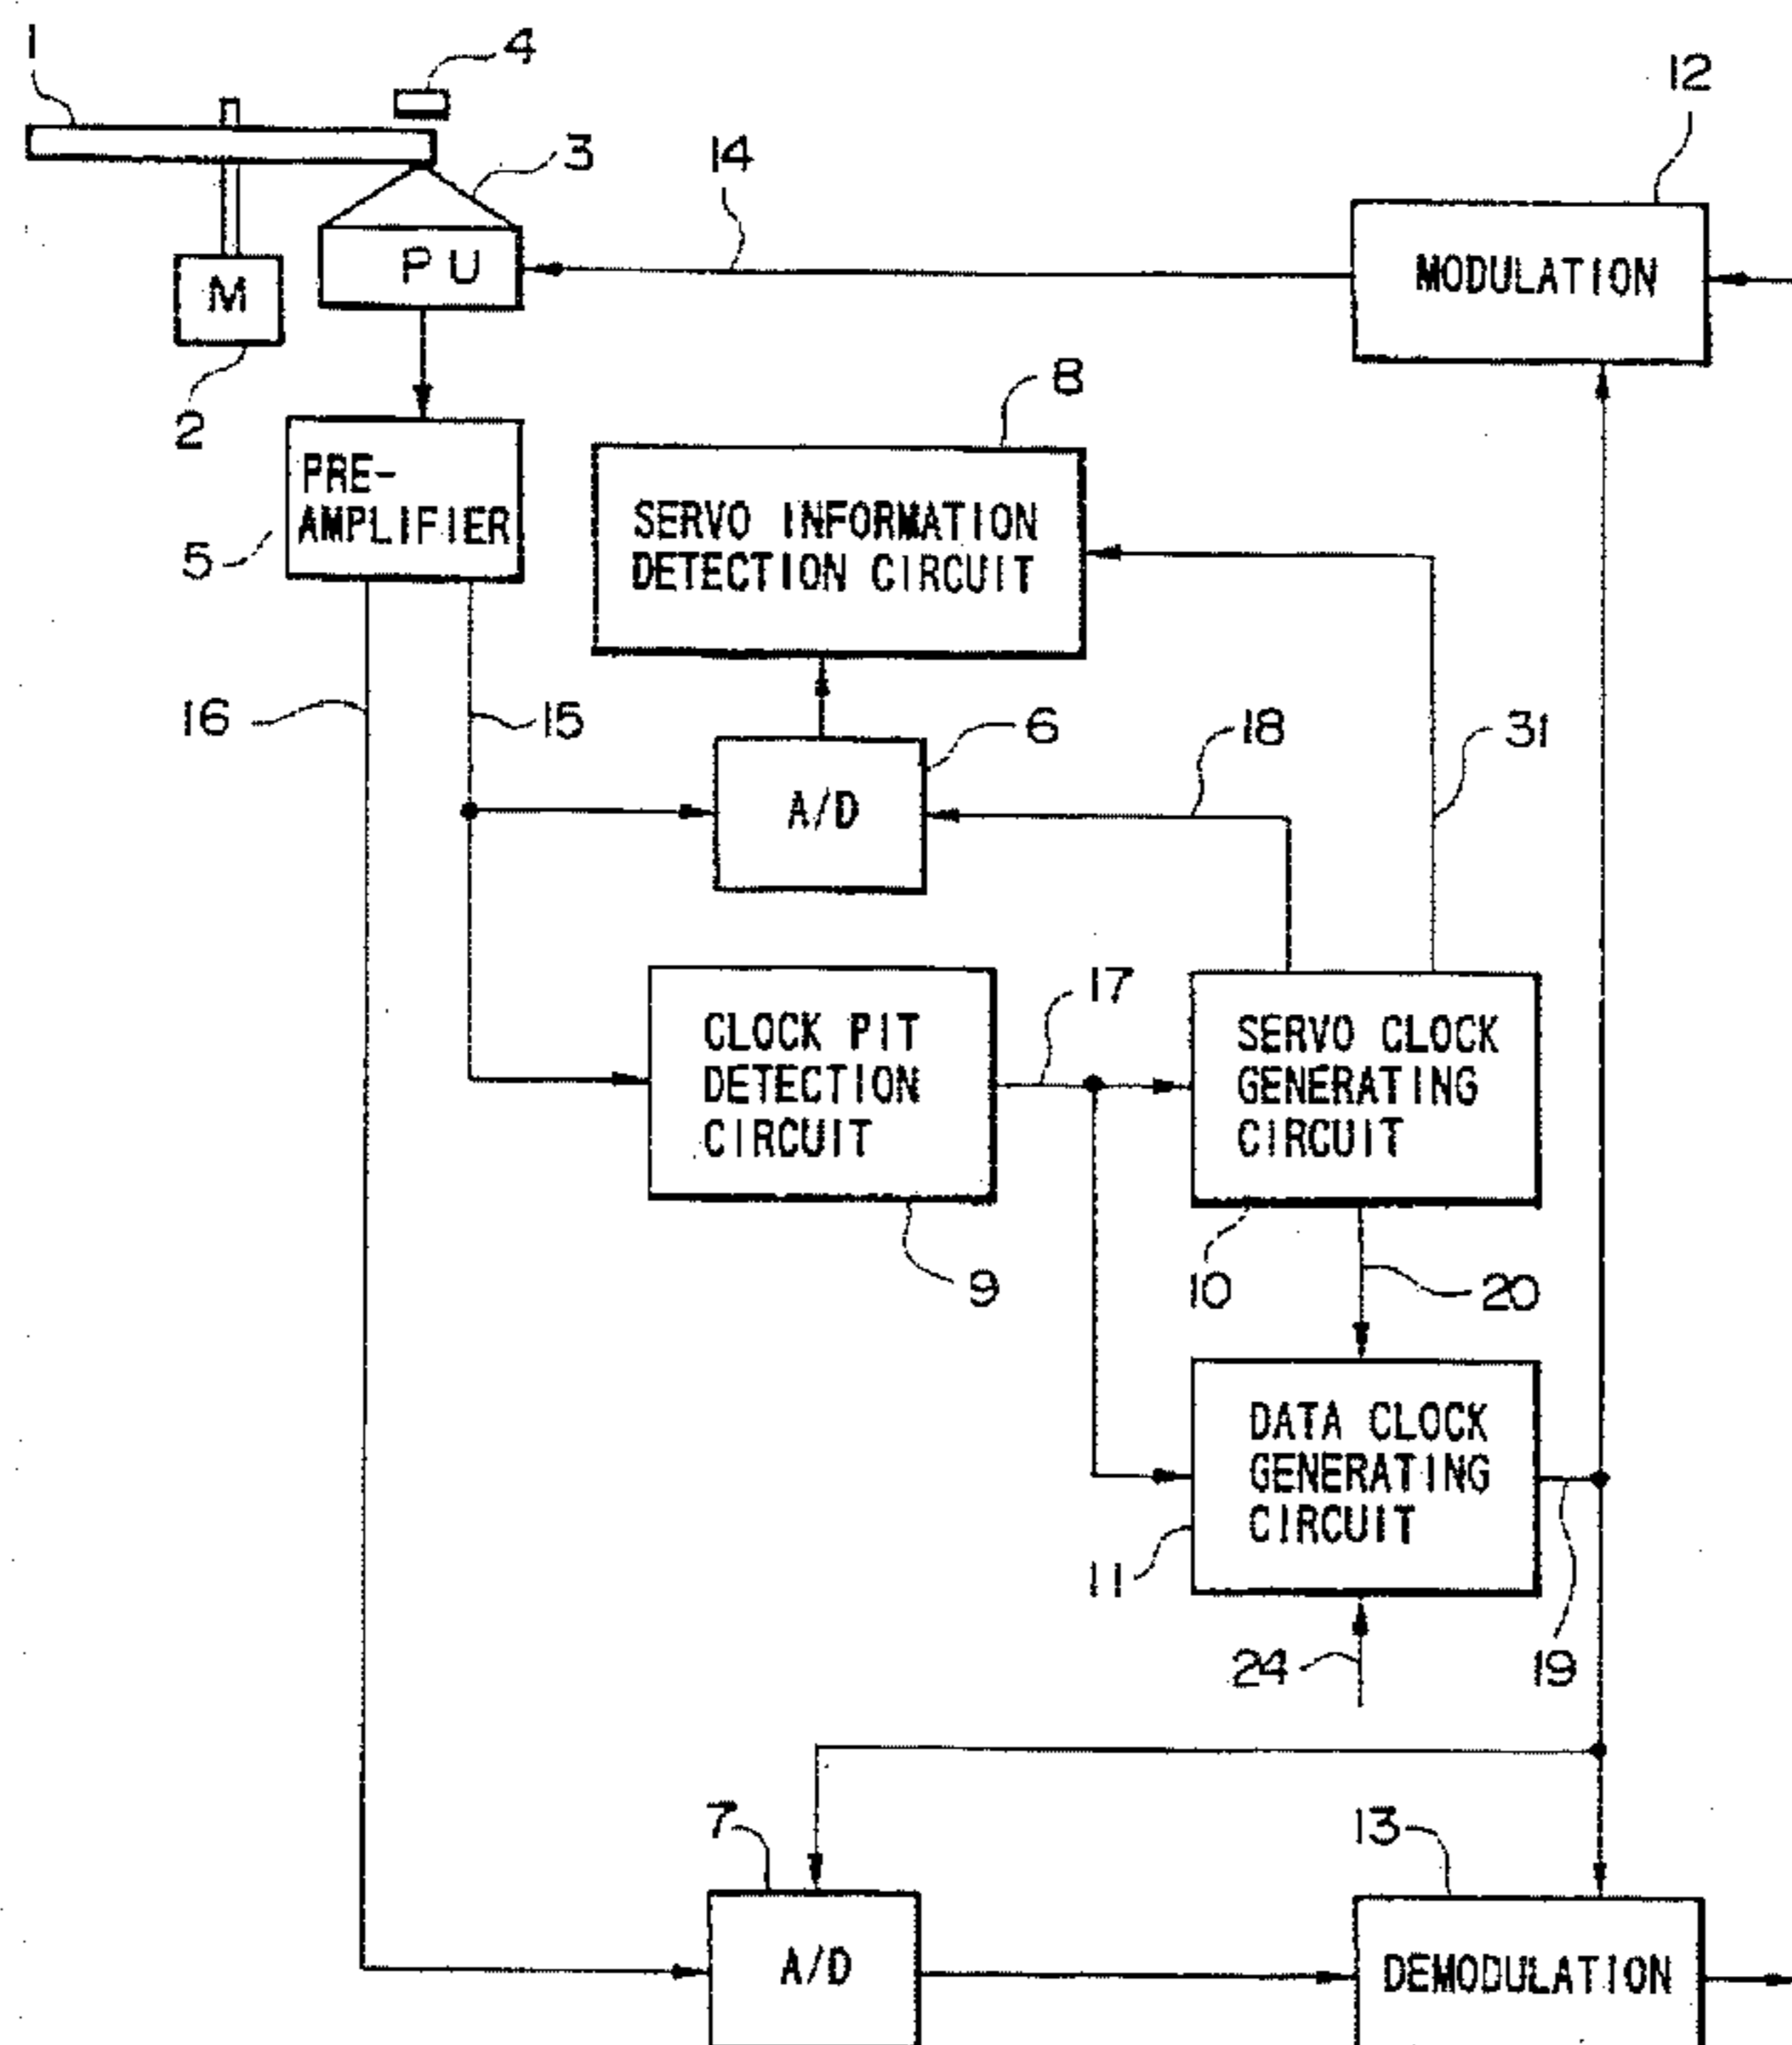 1
4
12
3
14
PU
MODULATION
M
2
8
PRE-
AMPLIFIER
5
SERVO INFORMATION
DETECTION CIRCUIT
16
15
6
18
31
A/D
17
CLOCK PIT
DETECTION
CIRCUIT
SERVO CLOCK
GENERATING
CIRCUIT
9
10
20
DATA CLOCK
GENERATING
CIRCUIT
11
24
19
7
13
A/D
DEMODULATION